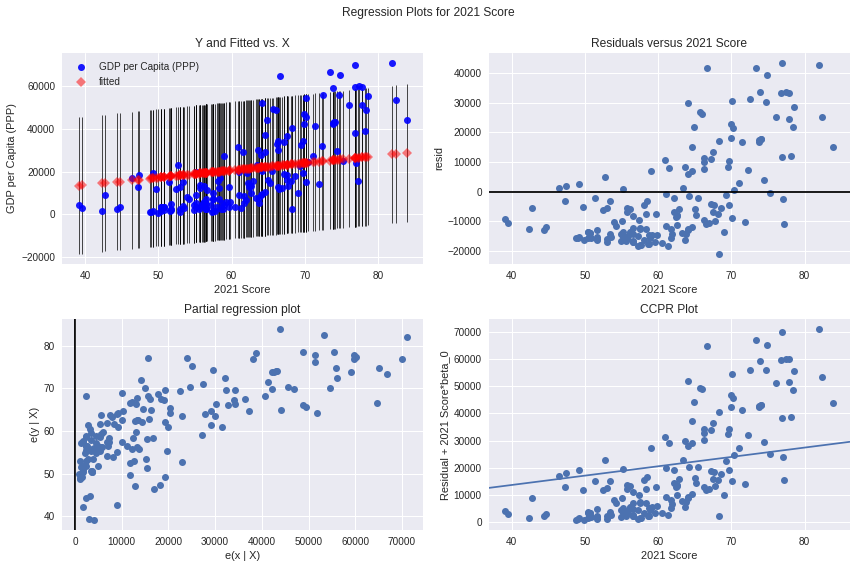 Regression Plots for 2021 Score
Y and Fitted vs. X
GDP per Capita (PPP)
60000
40000
20000
0
−20000
GDP per Capita (PPP)
fitted
40 50 60 70 80
2021 Score
Residuals versus 2021 Score
resid
40000
30000
20000
10000
0
−10000
−20000
40 50 60 70 80
2021 Score
Partial regression plot
e(y | X)
80
70
60
50
40
0 10000 20000 30000 40000 50000 60000 70000
e(x | X)
CCPR Plot
Residual + 2021 Score*beta_0
70000
60000
50000
40000
30000
20000
10000
0
40 50 60 70 80
2021 Score